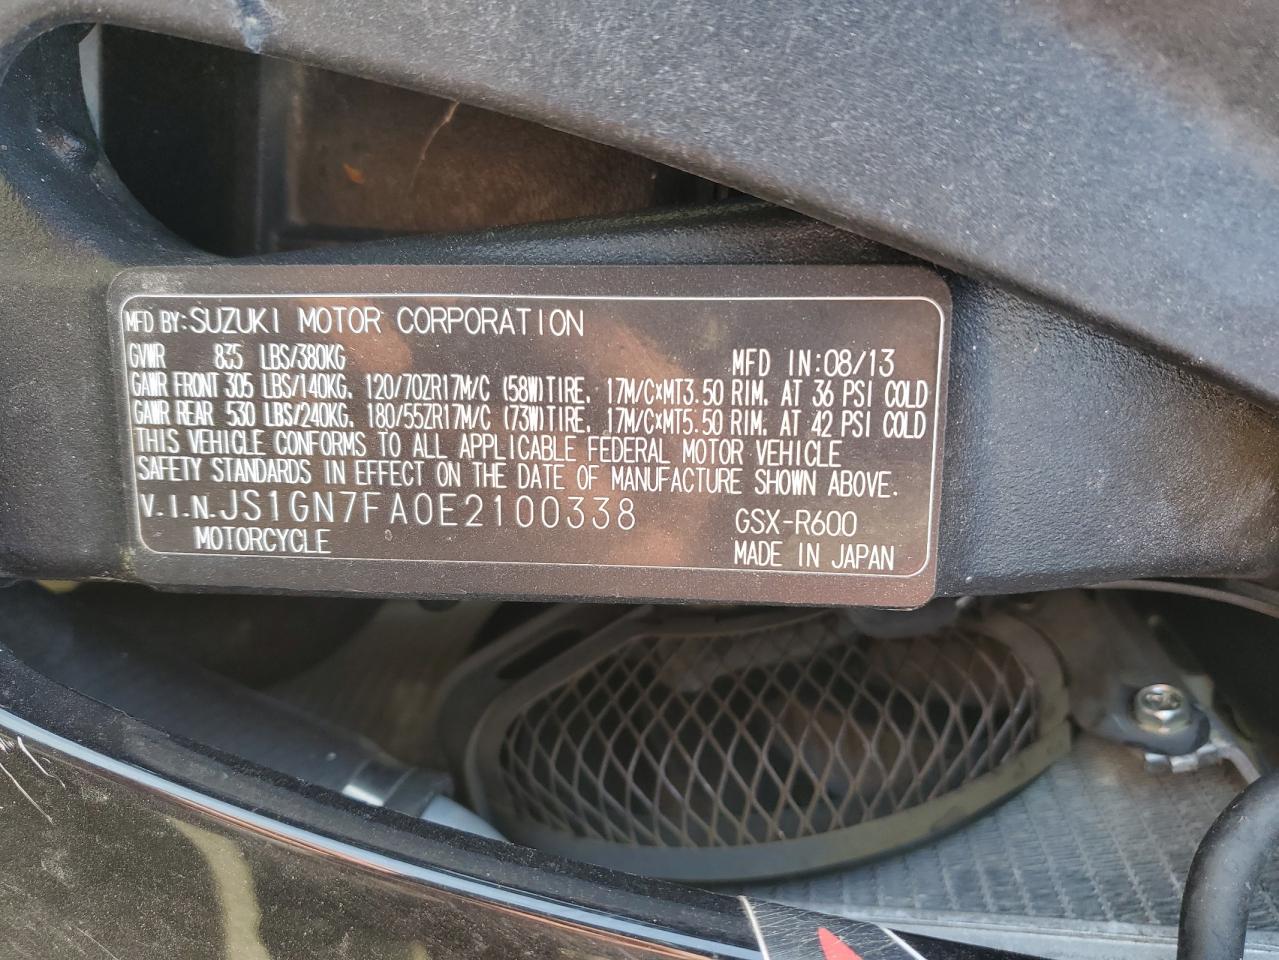 MFD BY: SUZUKI MOTOR CORPORATION
GVWR 835 LBS/380KG MFD IN:08/13
GAWR FRONT 305 LBS/140KG, 120/70ZR17M/C (58W)TIRE, 17M/C×MT3.50 RIM, AT 36 PSI COLD
GAWR REAR 530 LBS/240KG, 180/55ZR17M/C (73W)TIRE, 17M/C×MT5.50 RIM, AT 42 PSI COLD
THIS VEHICLE CONFORMS TO ALL APPLICABLE FEDERAL MOTOR VEHICLE
SAFETY STANDARDS IN EFFECT ON THE DATE OF MANUFACTURE SHOWN ABOVE.
V.I.N. JS1GN7FA0E2100338 GSX-R600
MOTORCYCLE MADE IN JAPAN